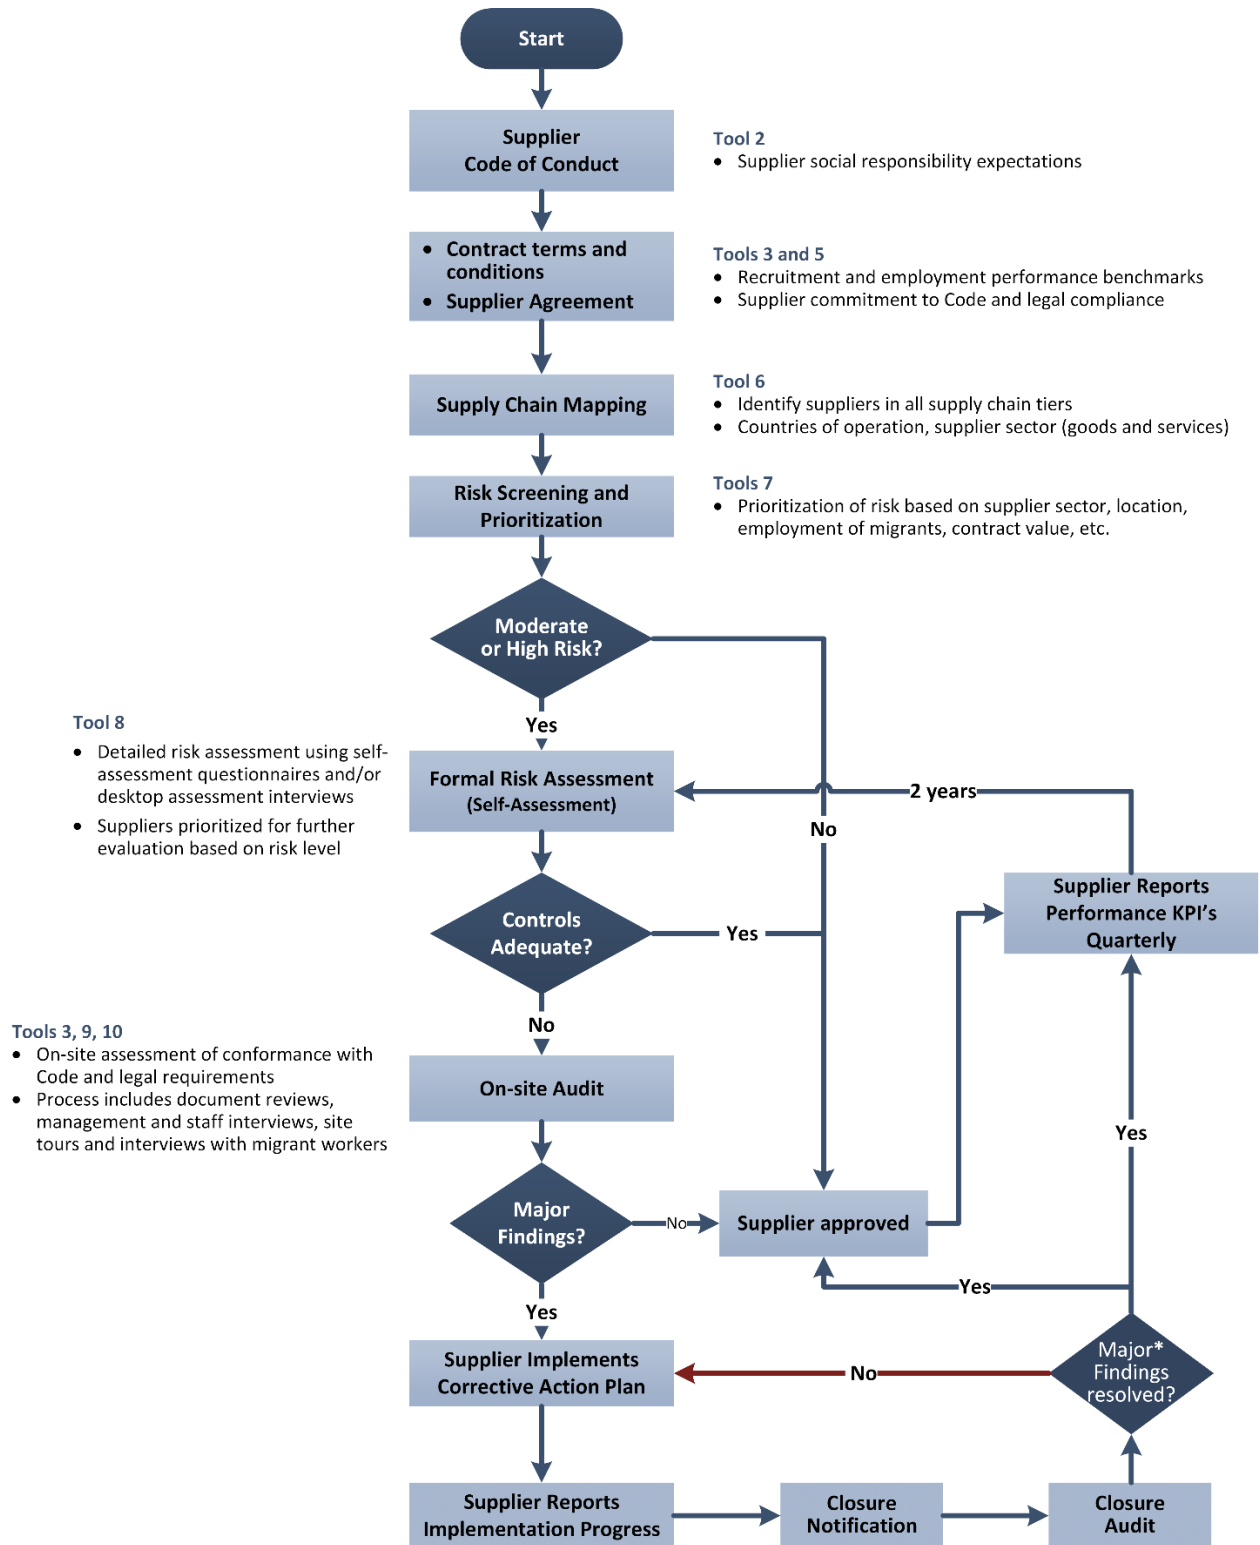 Start
Supplier
Code of Conduct
Tool 2
• Supplier social responsibility expectations
• Contract terms and
conditions
• Supplier Agreement
Tools 3 and 5
• Recruitment and employment performance benchmarks
• Supplier commitment to Code and legal compliance
Supply Chain Mapping
Tool 6
• Identify suppliers in all supply chain tiers
• Countries of operation, supplier sector (goods and services)
Risk Screening and
Prioritization
Tools 7
• Prioritization of risk based on supplier sector, location,
employment of migrants, contract value, etc.
Moderate
or High Risk?
Yes
No
Tool 8
• Detailed risk assessment using self-
assessment questionnaires and/or
desktop assessment interviews
• Suppliers prioritized for further
evaluation based on risk level
Formal Risk Assessment
(Self-Assessment)
2 years
Supplier Reports
Performance KPI's
Quarterly
Controls
Adequate?
Yes
No
Tools 3, 9, 10
• On-site assessment of conformance with
Code and legal requirements
• Process includes document reviews,
management and staff interviews, site
tours and interviews with migrant workers
On-site Audit
Yes
Major
Findings?
No
Supplier approved
Yes
Yes
Supplier Implements
Corrective Action Plan
No
Major*
Findings
resolved?
Supplier Reports
Implementation Progress
Closure
Notification
Closure
Audit